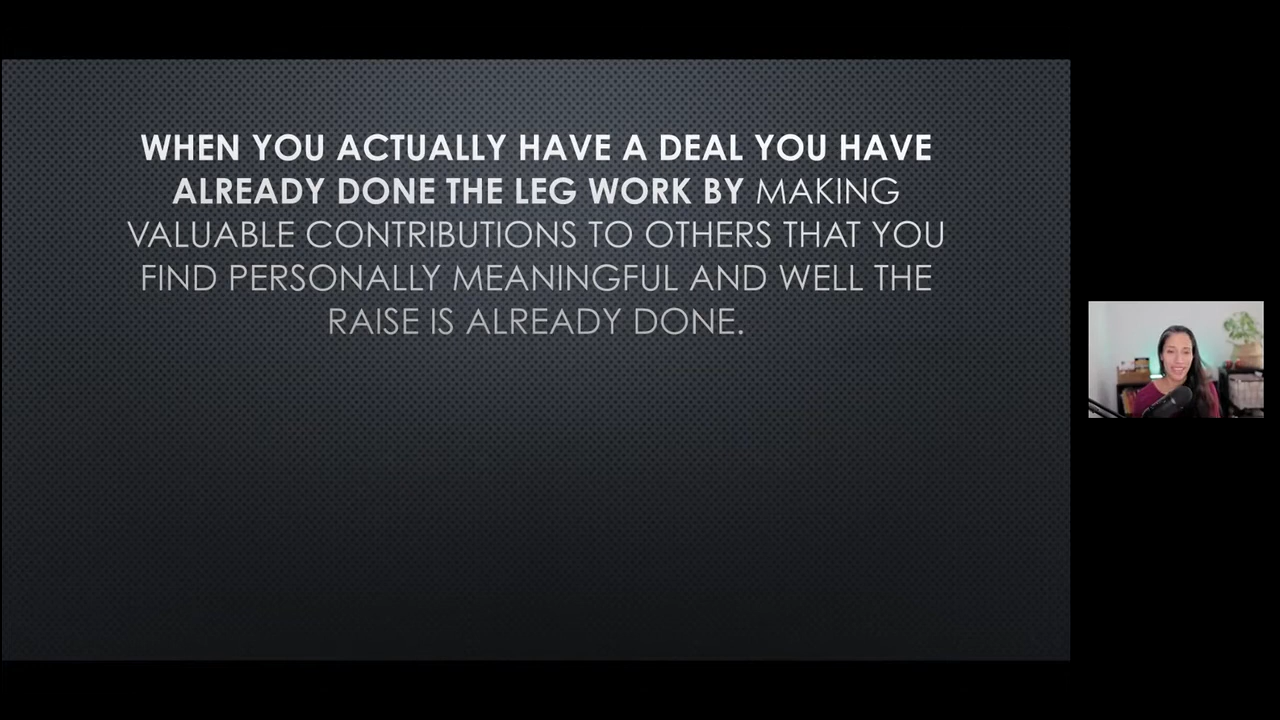 WHEN YOU ACTUALLY HAVE A DEAL YOU HAVE
ALREADY DONE THE LEG WORK BY MAKING
VALUABLE CONTRIBUTIONS TO OTHERS THAT YOU
FIND PERSONALLY MEANINGFUL AND WELL THE
RAISE IS ALREADY DONE.